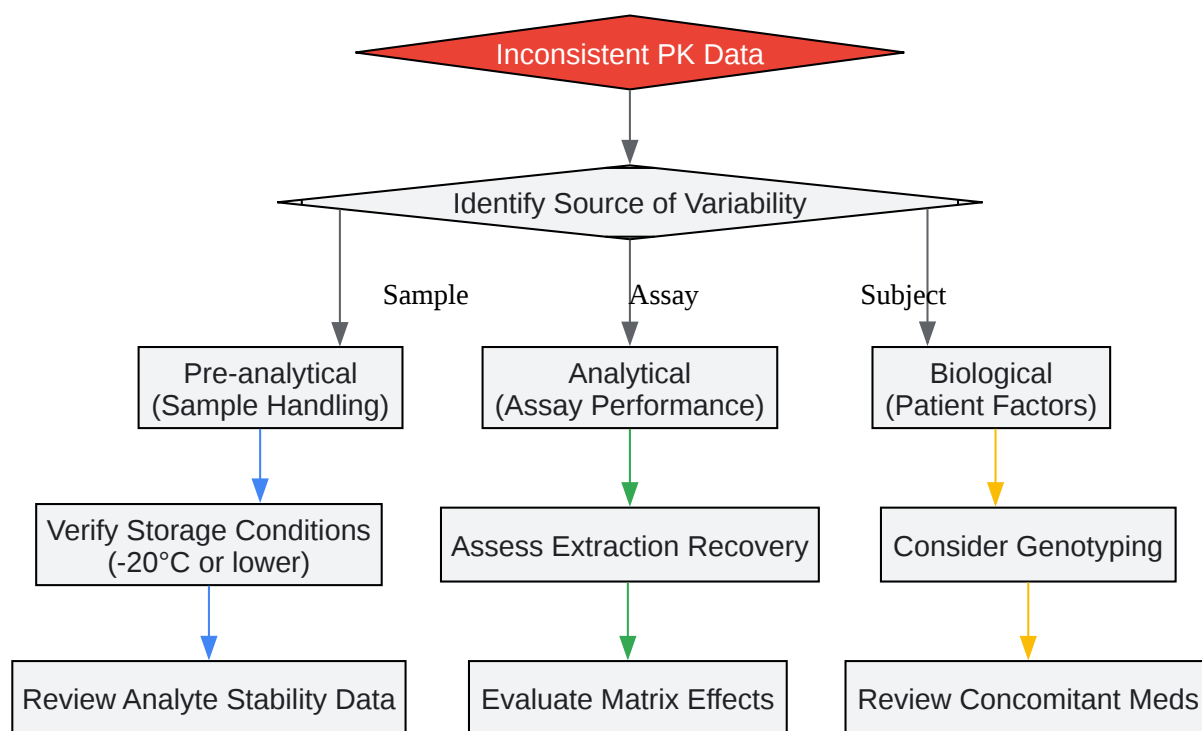 Inconsistent PK Data
Identify Source of Variability
Sample
Assay
Subject
Pre-analytical
(Sample Handling)
Analytical
(Assay Performance)
Biological
(Patient Factors)
Verify Storage Conditions
(-20°C or lower)
Assess Extraction Recovery
Consider Genotyping
Review Analyte Stability Data
Evaluate Matrix Effects
Review Concomitant Meds